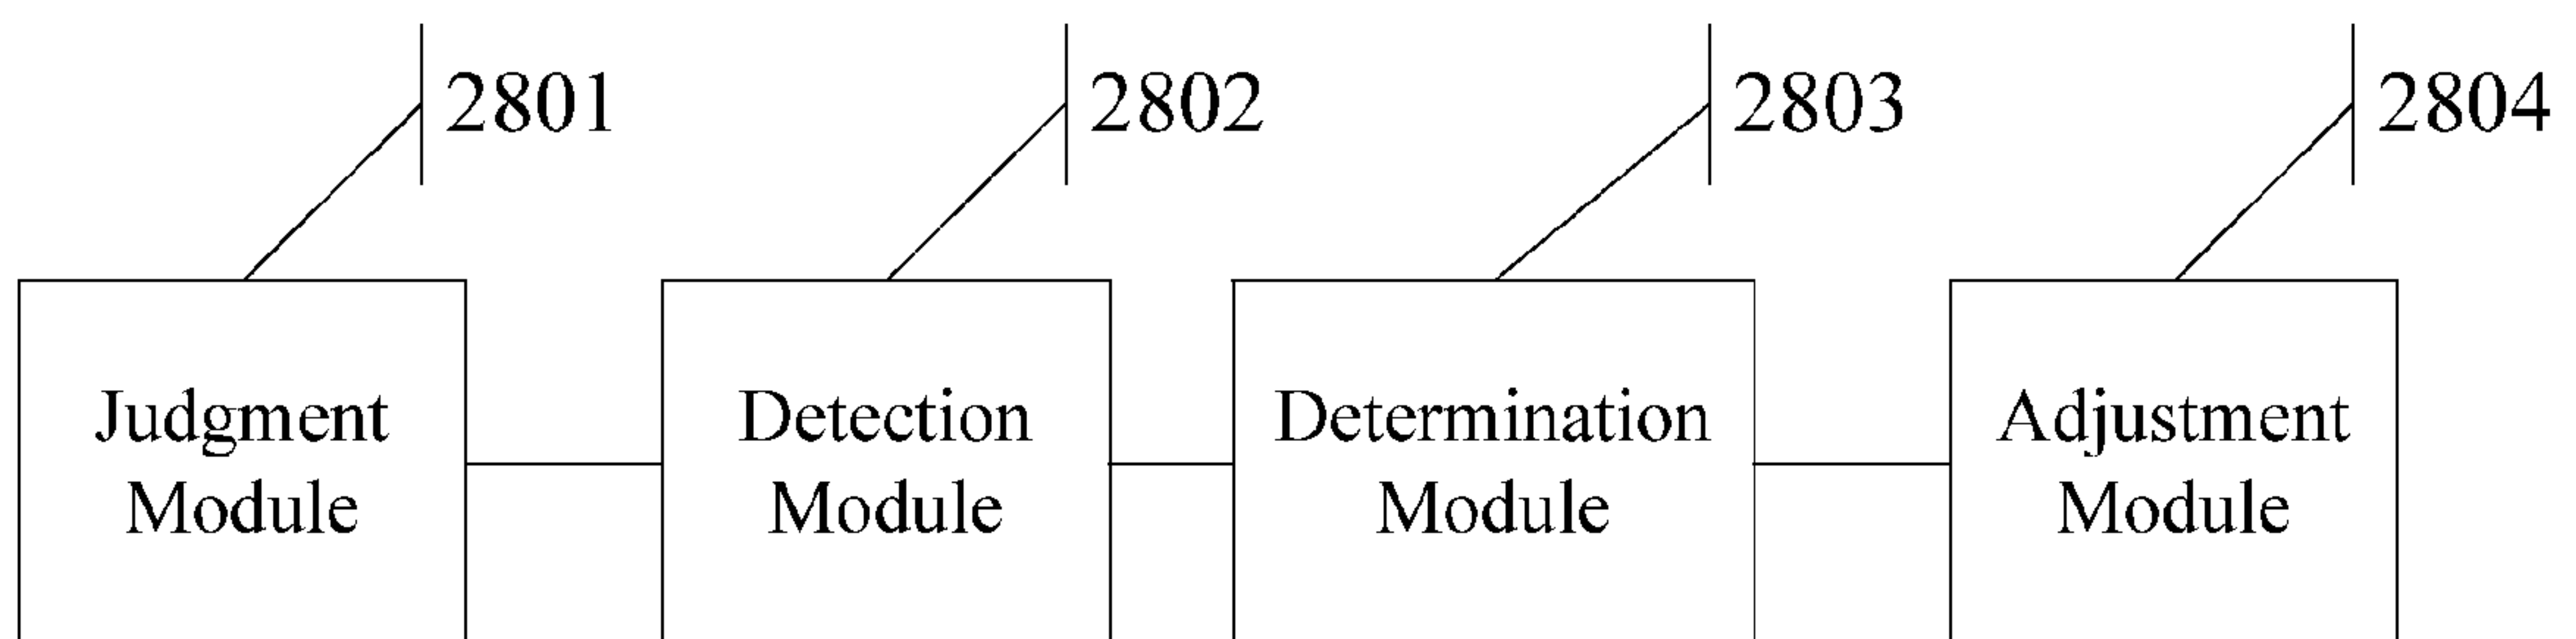 2801
2802
2803
2804
Judgment
Module
Detection
Module
Determination
Module
Adjustment
Module